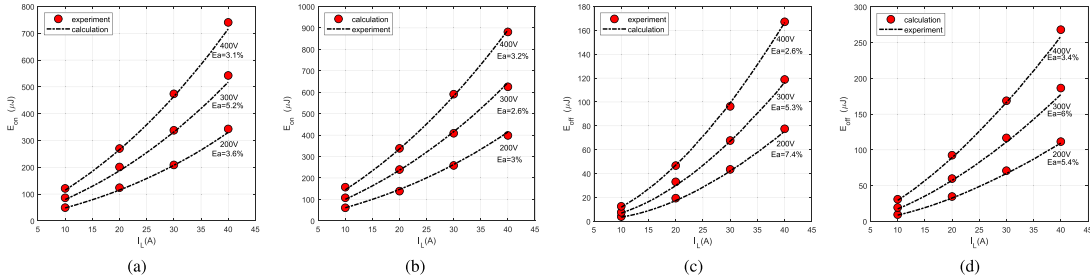 800
700
600
500
400
300
200
100
0
E_on (μJ)
experiment
calculation
400V
Ea=3.1%
300V
Ea=5.2%
200V
Ea=3.6%
5 10 15 20 25 30 35 40 45
I_L(A)
(a)
1000
900
800
700
600
500
400
300
200
100
0
E_on (μJ)
calculation
experiment
400V
Ea=3.2%
300V
Ea=2.6%
200V
Ea=3%
5 10 15 20 25 30 35 40 45
I_L(A)
(b)
180
160
140
120
100
80
60
40
20
0
E_off (μJ)
experiment
calculation
400V
Ea=2.6%
300V
Ea=5.3%
200V
Ea=7.4%
5 10 15 20 25 30 35 40 45
I_L(A)
(c)
300
250
200
150
100
50
0
E_off (μJ)
calculation
experiment
400V
Ea=3.4%
300V
Ea=6%
200V
Ea=5.4%
5 10 15 20 25 30 35 40 45
I_L(A)
(d)